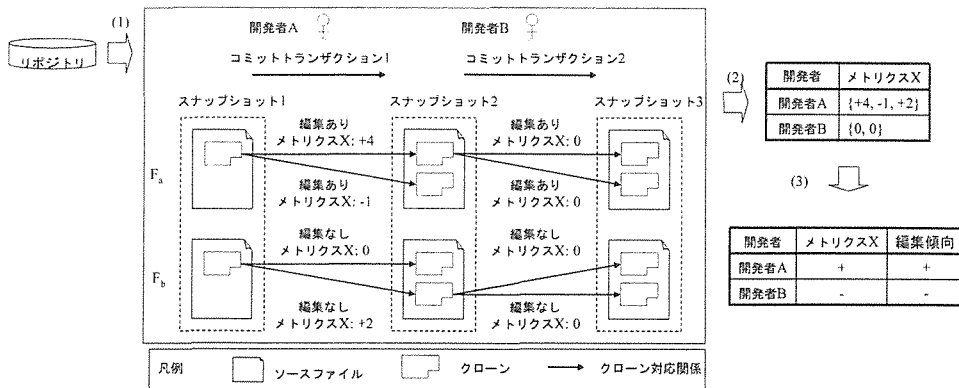 (1)
リポジトリ
開発者A
開発者B
コミットトランザクション1
コミットトランザクション2
スナップショット1
スナップショット2
スナップショット3
編集あり
メトリクスX: +4
編集あり
メトリクスX: 0
Fa
編集あり
メトリクスX: -1
編集あり
メトリクスX: 0
編集なし
メトリクスX: 0
編集なし
メトリクスX: 0
Fb
編集なし
メトリクスX: +2
編集なし
メトリクスX: 0
(2)
開発者 メトリクスX
開発者A {+4, -1, +2}
開発者B {0, 0}
(3)
開発者 メトリクスX 編集傾向
開発者A + +
開発者B - -
凡例 ソースファイル クローン クローン対応関係